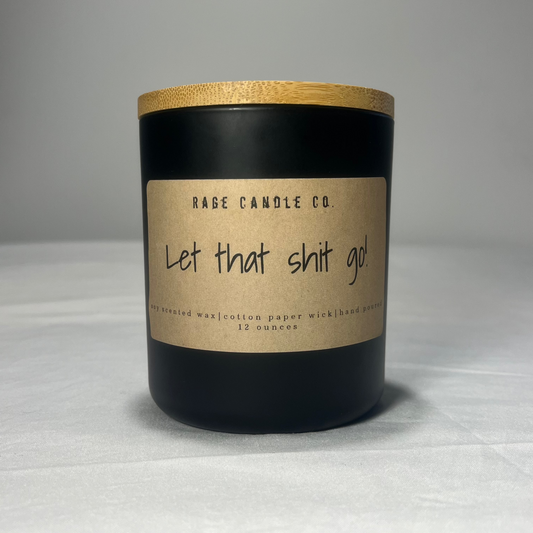 RAGE CANDLE CO.
Let that shit go!
soy scented wax|cotton paper wick|hand poured
12 ounces